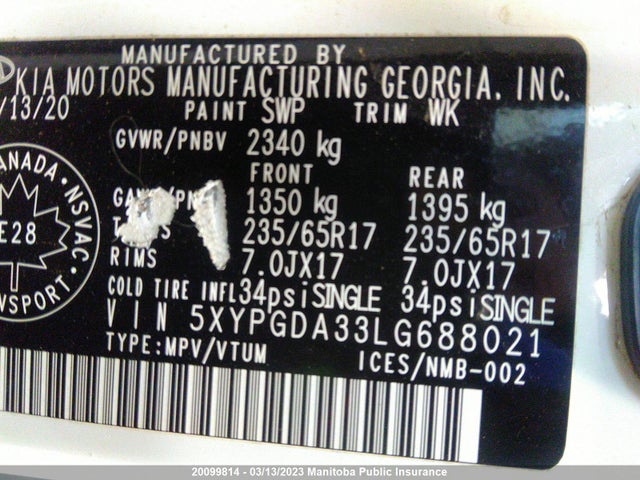 MANUFACTURED BY
KIA MOTORS MANUFACTURING GEORGIA, INC.
/13/20 PAINT SWP TRIM WK
GVWR/PNBV 2340 kg
FRONT REAR
1350 kg 1395 kg
235/65R17 235/65R17
RIMS 7.0JX17 7.0JX17
COLD TIRE INFL 34psi SINGLE 34psi SINGLE
VIN 5XYPGDA33LG688021
TYPE:MPV/VTUM ICES/NMB-002
CANADA • NSVAC •
E28
20099814 - 03/13/2023 Manitoba Public Insurance